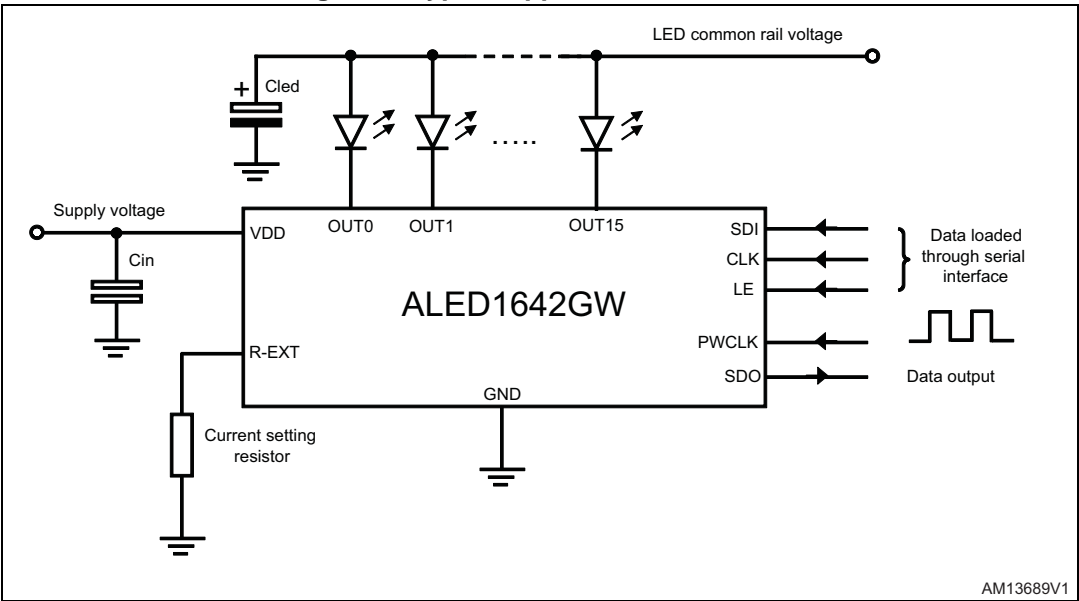 LED common rail voltage
+
Cled
.....
Supply voltage
VDD
OUT0
OUT1
OUT15
SDI
CLK
LE
Data loaded
through serial
interface
Cin
ALED1642GW
R-EXT
PWCLK
SDO
Data output
GND
Current setting
resistor
AM13689V1